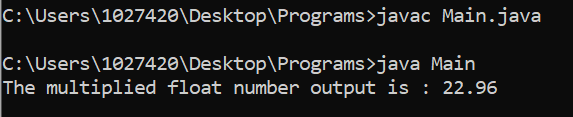 C:\Users\1027420\Desktop\Programs>javac Main.java
C:\Users\1027420\Desktop\Programs>java Main
The multiplied float number output is : 22.96